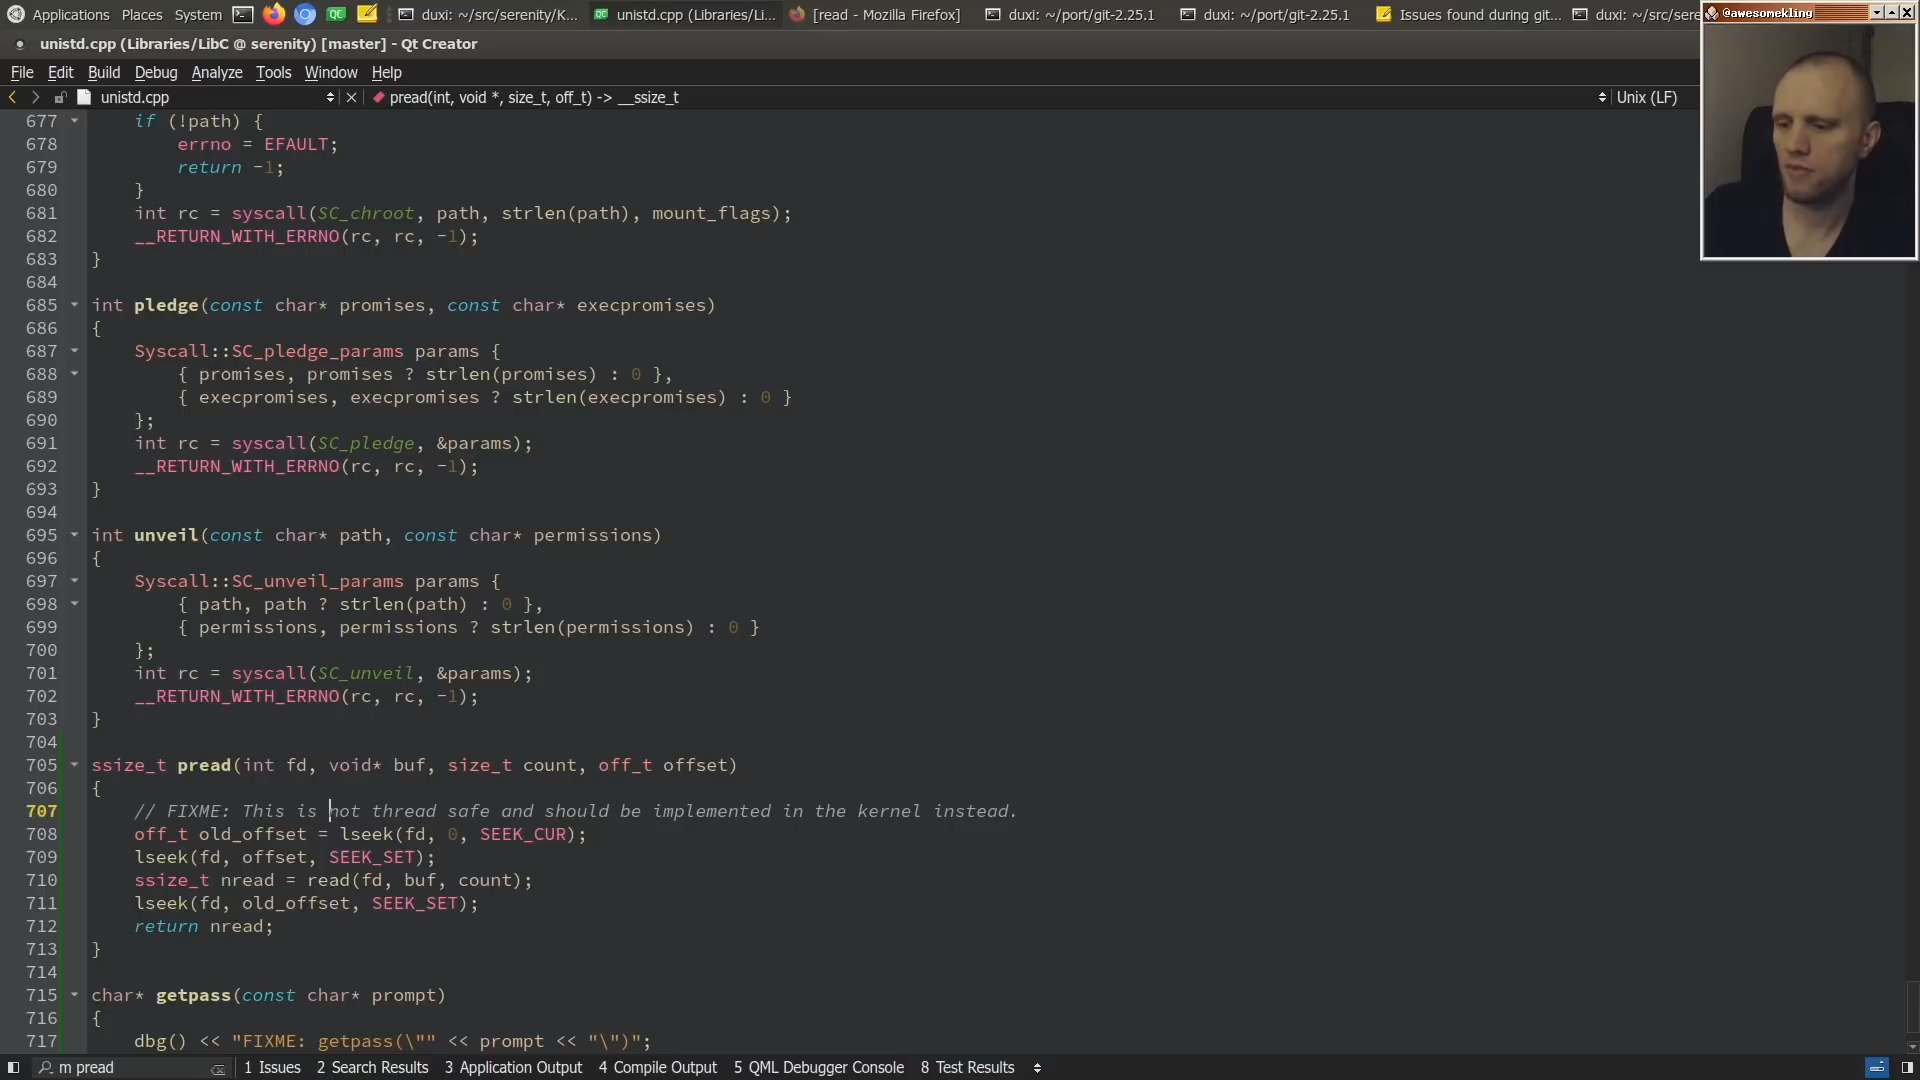 Applications Places System duxi: ~/src/serenity/K... unistd.cpp (Libraries/Li... [read - Mozilla Firefox] duxi: ~/port/git-2.25.1 duxi: ~/port/git-2.25.1 Issues found during git... duxi: ~/src/sere @awesomekling
unistd.cpp (Libraries/LibC @ serenity) [master] - Qt Creator
File Edit Build Debug Analyze Tools Window Help
unistd.cpp pread(int, void *, size_t, off_t) -> __ssize_t Unix (LF)
677 if (!path) {
678 errno = EFAULT;
679 return -1;
680 }
681 int rc = syscall(SC_chroot, path, strlen(path), mount_flags);
682 __RETURN_WITH_ERRNO(rc, rc, -1);
683 }
684
685 int pledge(const char* promises, const char* execpromises)
686 {
687 Syscall::SC_pledge_params params {
688 { promises, promises ? strlen(promises) : 0 },
689 { execpromises, execpromises ? strlen(execpromises) : 0 }
690 };
691 int rc = syscall(SC_pledge, &params);
692 __RETURN_WITH_ERRNO(rc, rc, -1);
693 }
694
695 int unveil(const char* path, const char* permissions)
696 {
697 Syscall::SC_unveil_params params {
698 { path, path ? strlen(path) : 0 },
699 { permissions, permissions ? strlen(permissions) : 0 }
700 };
701 int rc = syscall(SC_unveil, &params);
702 __RETURN_WITH_ERRNO(rc, rc, -1);
703 }
704
705 ssize_t pread(int fd, void* buf, size_t count, off_t offset)
706 {
707 // FIXME: This is not thread safe and should be implemented in the kernel instead.
708 off_t old_offset = lseek(fd, 0, SEEK_CUR);
709 lseek(fd, offset, SEEK_SET);
710 ssize_t nread = read(fd, buf, count);
711 lseek(fd, old_offset, SEEK_SET);
712 return nread;
713 }
714
715 char* getpass(const char* prompt)
716 {
717 dbg() << "FIXME: getpass(\"" << prompt << "\")";
m pread 1 Issues 2 Search Results 3 Application Output 4 Compile Output 5 QML Debugger Console 8 Test Results